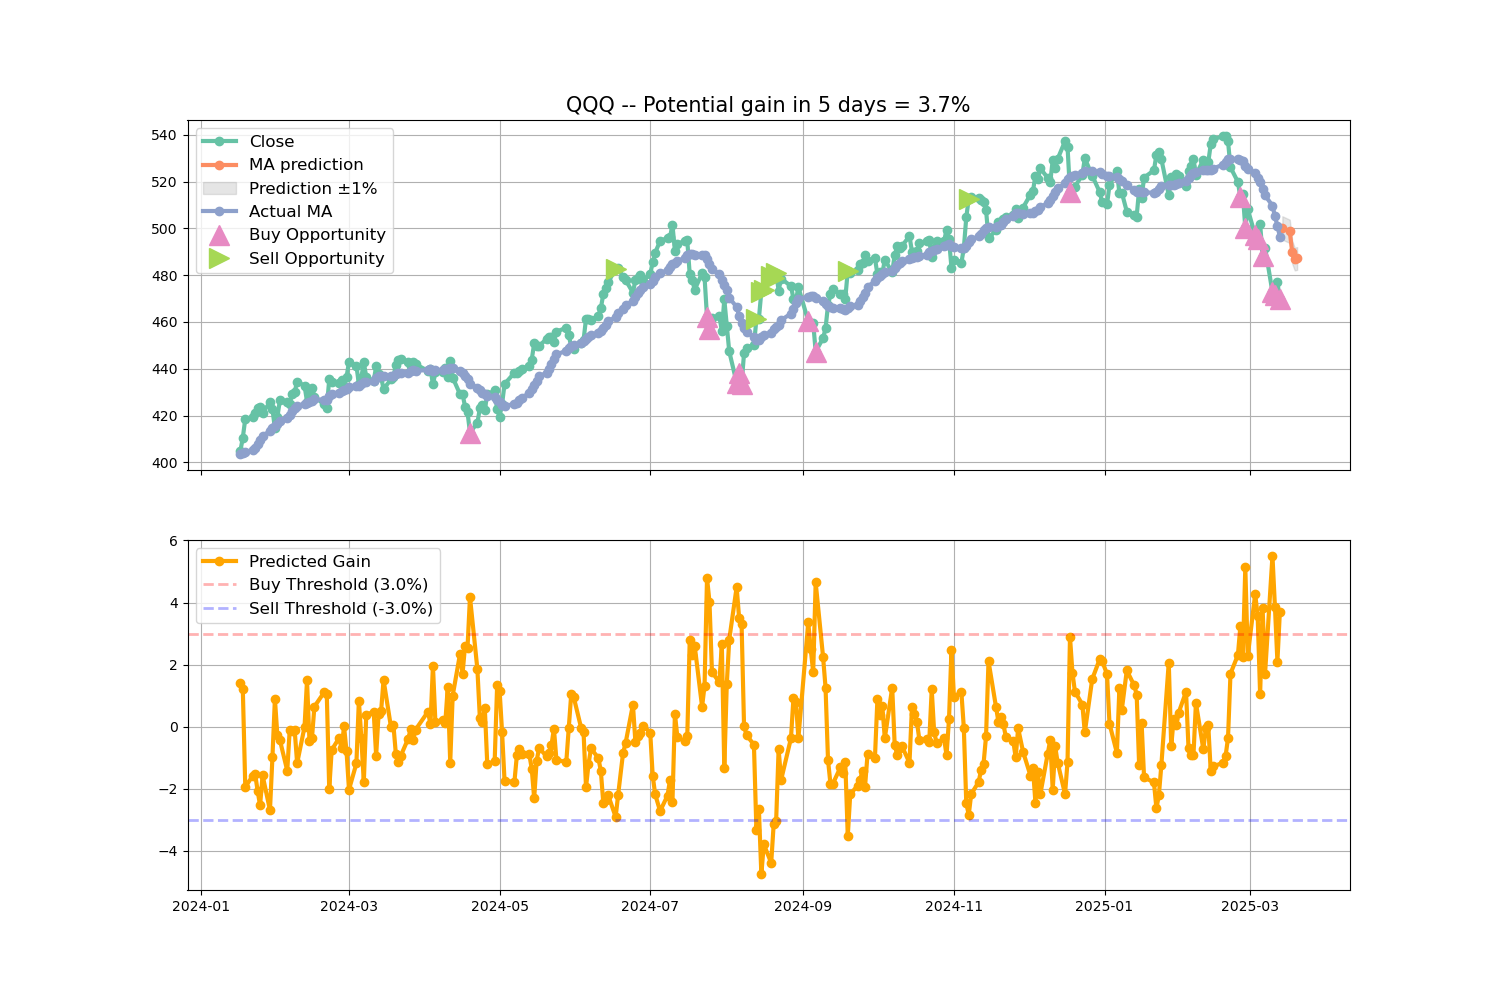 QQQ -- Potential gain in 5 days = 3.7%
540
520
500
480
460
440
420
400
Close
MA prediction
Prediction ±1%
Actual MA
Buy Opportunity
Sell Opportunity
6
4
2
0
−2
−4
Predicted Gain
Buy Threshold (3.0%)
Sell Threshold (-3.0%)
2024-01 2024-03 2024-05 2024-07 2024-09 2024-11 2025-01 2025-03